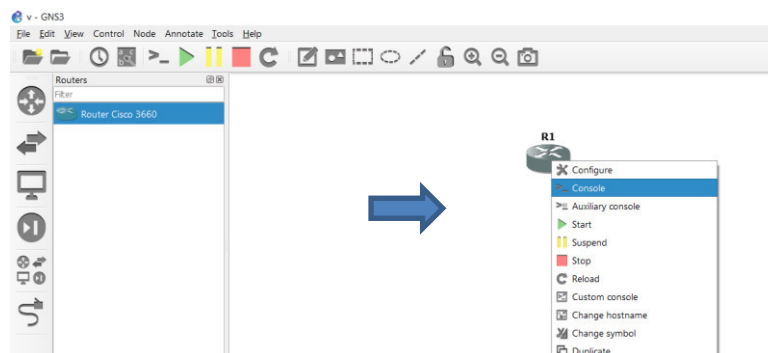 v - GNS3
File Edit View Control Node Annotate Tools Help
Routers
Filter
Router Cisco 3660
R1
Configure
Console
Auxiliary console
Start
Suspend
Stop
Reload
Custom console
Change hostname
Change symbol
Duplicate